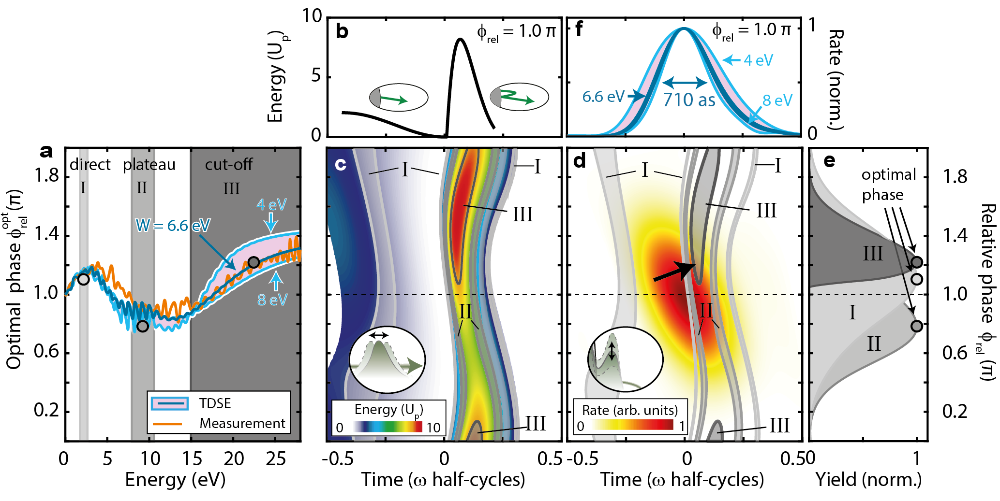 a
direct
plateau
cut-off
I
II
III
4 eV
W = 6.6 eV
8 eV
TDSE
Measurement
1.8
1.4
1.0
0.6
0.2
0 5 10 15 20 25
Energy (eV)
Optimal phase ϕ_rel^opt (π)
b
ϕ_rel = 1.0 π
10
5
0
Energy (U_p)
f
ϕ_rel = 1.0 π
4 eV
6.6 eV
710 as
8 eV
1
0
Rate (norm.)
c
I
I
III
II
Energy (U_p)
0 10
III
-0.5 0 0.5
Time (ω half-cycles)
d
I
I
III
II
Rate (arb. units)
0 1
III
-0.5 0 0.5
Time (ω half-cycles)
e
optimal
phase
III
I
II
1.8
1.4
1.0
0.6
0.2
0 1
Yield (norm.)
Relative phase ϕ_rel (π)